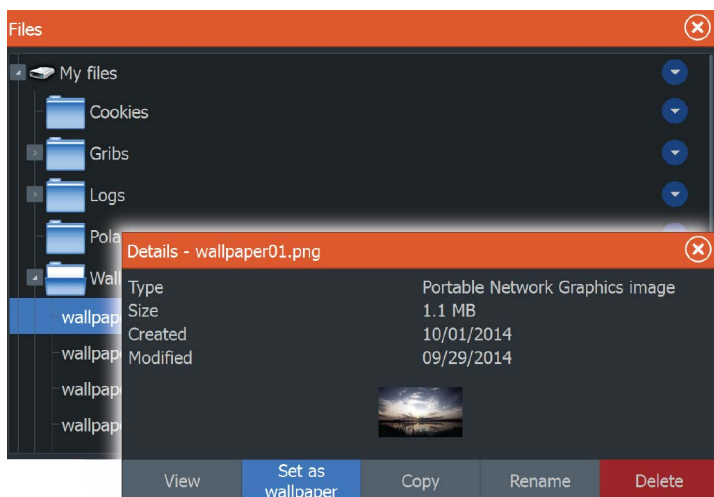 Files
My files
Cookies
Gribs
Logs
Details - wallpaper01.png
Type Portable Network Graphics image
Size 1.1 MB
Created 10/01/2014
Modified 09/29/2014
View Set as wallpaper Copy Rename Delete